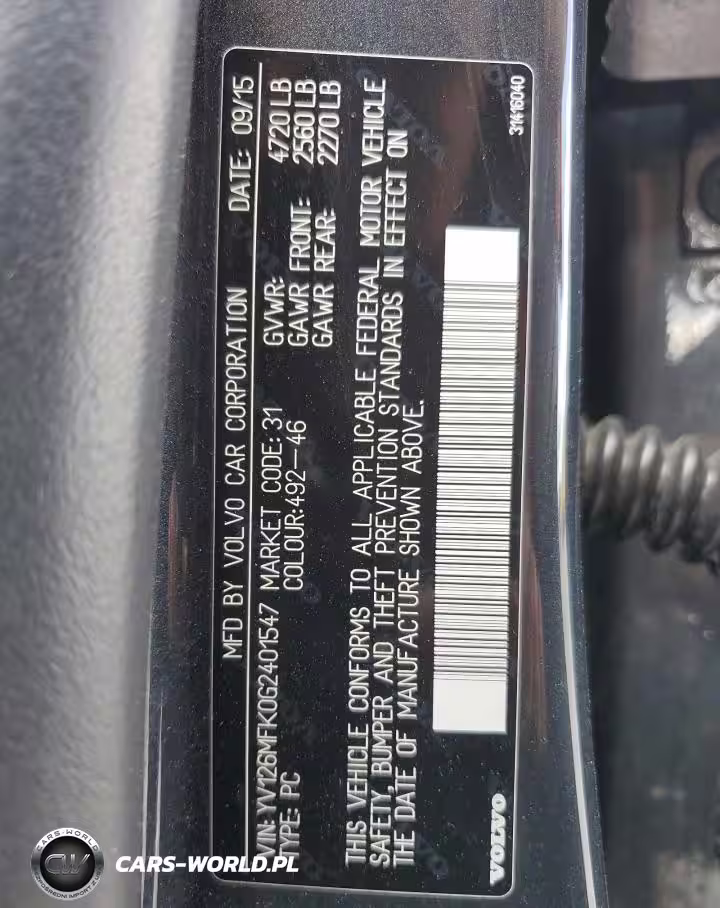 MFD BY VOLVO CAR CORPORATION DATE: 09/15
VIN:YV126MFK0G2401547 MARKET CODE: 31 GVWR: 4720 LB
TYPE: PC COLOUR:492--46 GAWR FRONT: 2560 LB
GAWR REAR: 2270 LB
THIS VEHICLE CONFORMS TO ALL APPLICABLE FEDERAL MOTOR VEHICLE
SAFETY, BUMPER AND THEFT PREVENTION STANDARDS IN EFFECT ON
THE DATE OF MANUFACTURE SHOWN ABOVE.
VOLVO
31416040
CARS-WORLD
CW
CARS-WORLD.PL